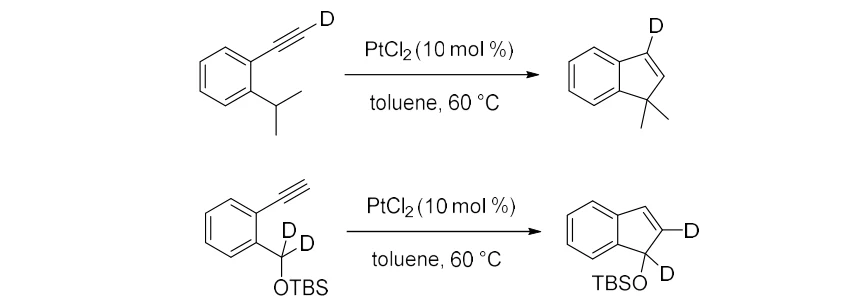 D
D
PtCl2 (10 mol %)
toluene, 60 °C
D
D
PtCl2 (10 mol %)
D
toluene, 60 °C
D
OTBS
TBSO